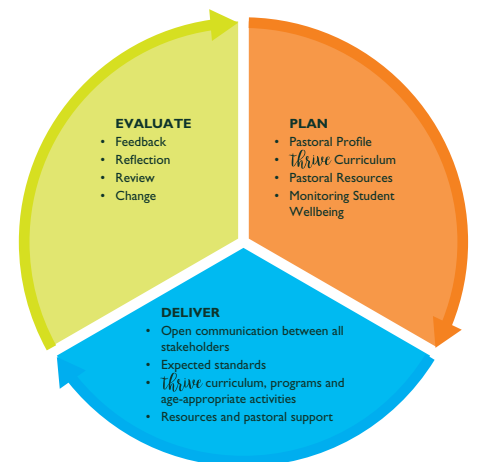 EVALUATE
• Feedback
• Reflection
• Review
• Change
PLAN
• Pastoral Profile
• thrive Curriculum
• Pastoral Resources
• Monitoring Student
Wellbeing
DELIVER
• Open communication between all
stakeholders
• Expected standards
• thrive curriculum, programs and
age-appropriate activities
• Resources and pastoral support